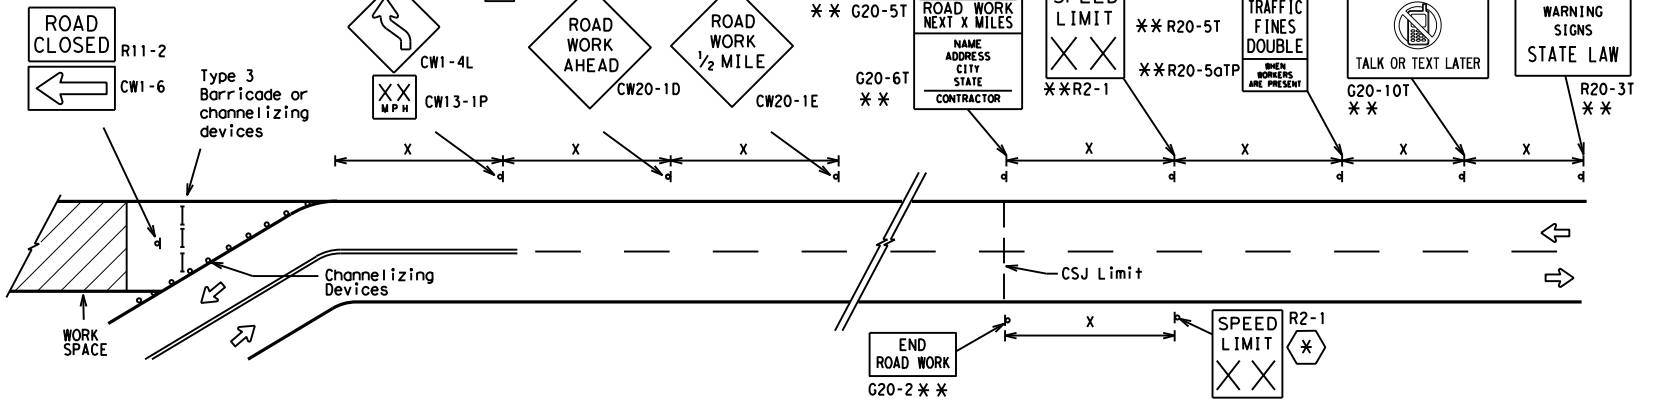 ROAD
CLOSED
R11-2
CW1-6
Type 3
Barricade or
channelizing
devices
CW1-4L
XX
MPH
CW13-1P
ROAD
WORK
AHEAD
CW20-1D
ROAD
WORK
1/2 MILE
CW20-1E
** G20-5T
ROAD WORK
NEXT X MILES
NAME
ADDRESS
CITY
STATE
CONTRACTOR
G20-6T
**
LIMIT
XX
**R2-1
**R20-5T
**R20-5aTP
TRAFFIC
FINES
DOUBLE
WHEN
WORKERS
ARE PRESENT
TALK OR TEXT LATER
G20-10T
**
WARNING
SIGNS
STATE LAW
R20-3T
**
X
X
X
X
X
X
X
Channelizing
Devices
CSJ Limit
WORK
SPACE
END
ROAD WORK
G20-2 **
X
SPEED
LIMIT
XX
R2-1
*